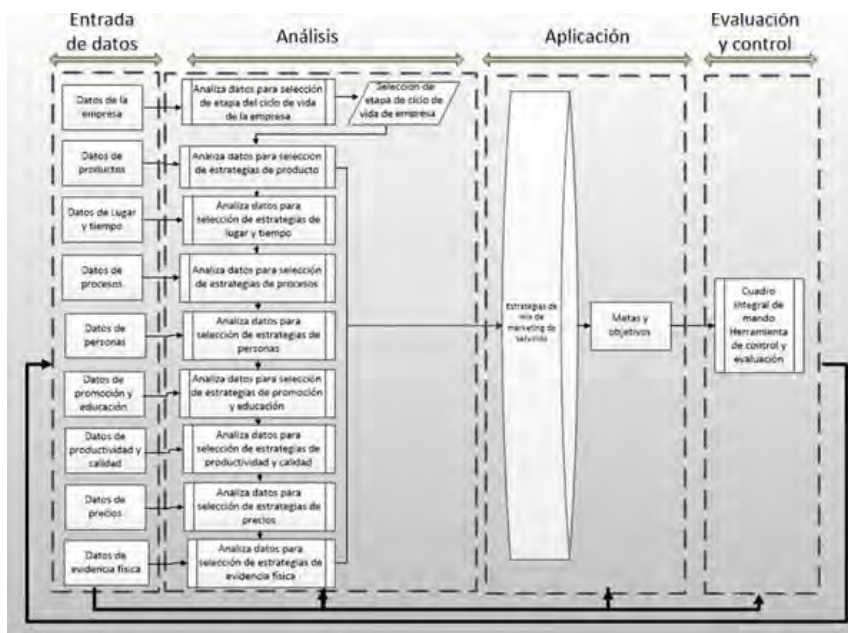 Entrada
de datos
Análisis
Aplicación
Evaluación
y control
Datos de la
empresa
Analiza datos para selección
de etapa del ciclo de vida
de la empresa
Selección de
etapa de ciclo de
vida de empresa
Datos de
productos
Analiza datos para selección
de estrategias de producto
Datos de Lugar
y tiempo
Analiza datos para
selección de estrategias de
lugar y tiempo
Datos de
procesos
Analiza datos para selección
de estrategias de procesos
Datos de
personas
Analiza datos para
selección de estrategias de
personas
Datos de
promoción y
educación
Analiza datos para selección
de estrategias de promoción
y educación
Datos de
productividad y
calidad
Analiza datos para
selección de estrategias de
productividad y calidad
Datos de
precios
Analiza datos para
selección de estrategias de
precios
Datos de
evidencia física
Analiza datos para
selección de estrategias de
evidencia física
Estrategias de
mix de
marketing de
servicios
Metas y
objetivos
Cuadro
integral de
mando
Herramienta
de control y
evaluación